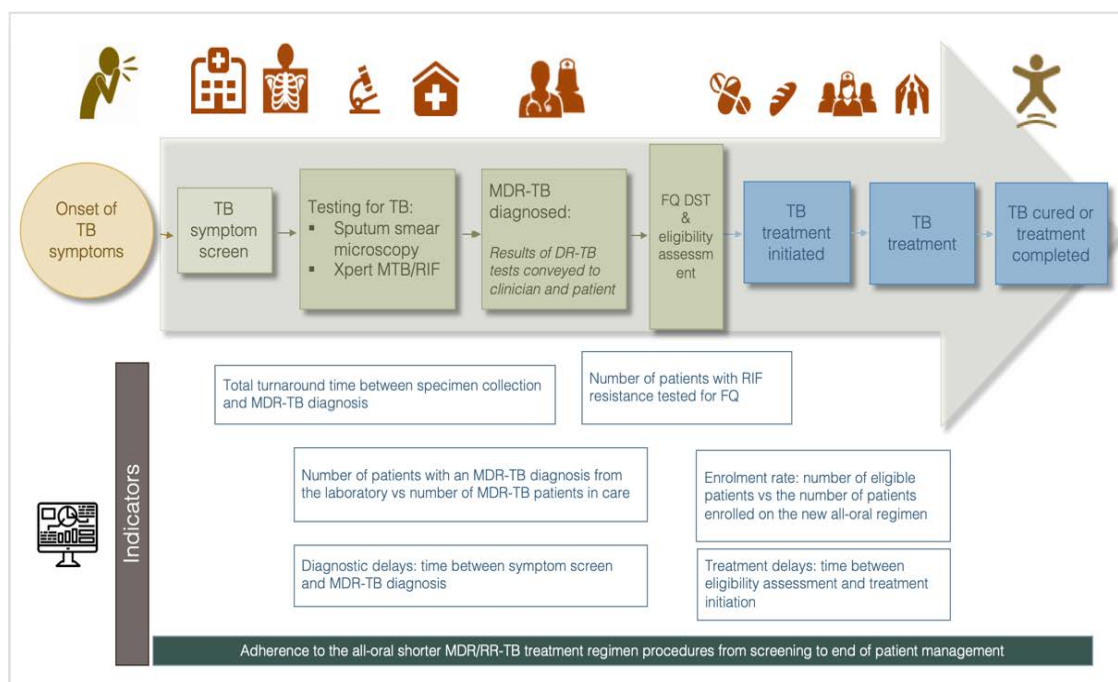 Onset of
TB
symptoms
TB
symptom
screen
Testing for TB:
▪ Sputum smear
microscopy
▪ Xpert MTB/RIF
MDR-TB
diagnosed:
Results of DR-TB
tests conveyed to
clinician and patient
FQ DST
&
eligibility
assessm
ent
TB
treatment
initiated
TB
treatment
TB cured or
treatment
completed
Indicators
Total turnaround time between specimen collection
and MDR-TB diagnosis
Number of patients with RIF
resistance tested for FQ
Number of patients with an MDR-TB diagnosis from
the laboratory vs number of MDR-TB patients in care
Enrolment rate: number of eligible
patients vs the number of patients
enrolled on the new all-oral regimen
Diagnostic delays: time between symptom screen
and MDR-TB diagnosis
Treatment delays: time between
eligibility assessment and treatment
initiation
Adherence to the all-oral shorter MDR/RR-TB treatment regimen procedures from screening to end of patient management